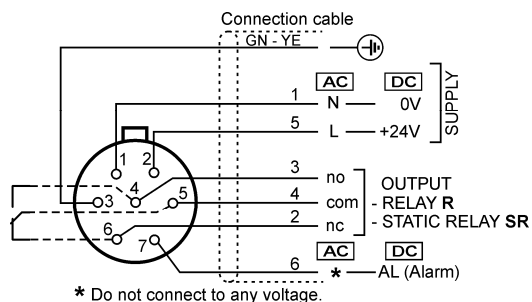 Connection cable
GN - YE
AC DC
1 N 0V
5 L +24V
SUPPLY
1 2
3 4 5
6 7
3 no
4 com
2 nc
OUTPUT
- RELAY R
- STATIC RELAY SR
AC DC
6 * AL (Alarm)
* Do not connect to any voltage.